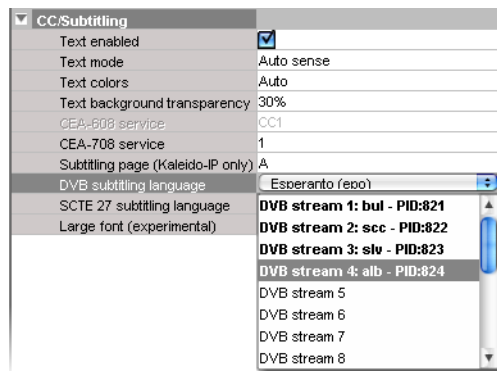 CC/Subtitling
Text enabled
Text mode Auto sense
Text colors Auto
Text background transparency 30%
CEA-608 service CC1
CEA-708 service 1
Subtitling page (Kaleido-IP only) A
DVB subtitling language Esperanto (epo)
SCTE 27 subtitling language DVB stream 1: bul - PID:821
Large font (experimental) DVB stream 2: scc - PID:822
DVB stream 3: slv - PID:823
DVB stream 4: alb - PID:824
DVB stream 5
DVB stream 6
DVB stream 7
DVB stream 8